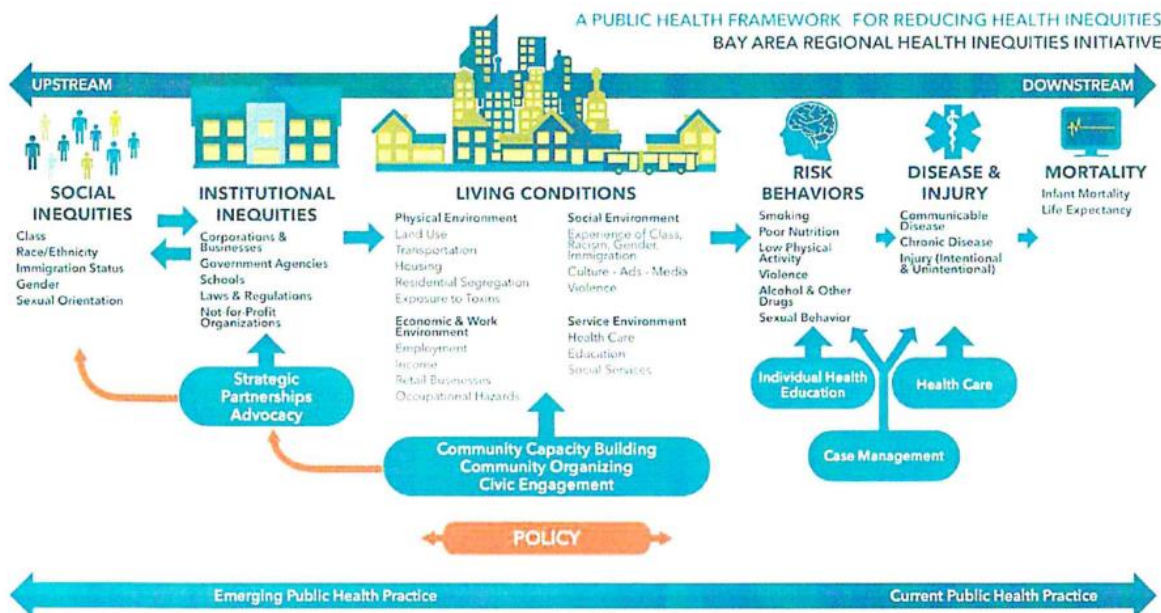 A PUBLIC HEALTH FRAMEWORK FOR REDUCING HEALTH INEQUITIES
BAY AREA REGIONAL HEALTH INEQUITIES INITIATIVE
UPSTREAM
DOWNSTREAM
SOCIAL
INEQUITIES
Class
Race/Ethnicity
Immigration Status
Gender
Sexual Orientation
INSTITUTIONAL
INEQUITIES
Corporations &
Businesses
Government Agencies
Schools
Laws & Regulations
Not-for-Profit
Organizations
LIVING CONDITIONS
Physical Environment
Land Use
Transportation
Housing
Residential Segregation
Exposure to Toxins
Economic & Work
Environment
Employment
Income
Retail Businesses
Occupational Hazards
Social Environment
Experience of Class,
Racism, Gender,
Immigration
Culture - Ads - Media
Violence
Service Environment
Health Care
Education
Social Services
RISK
BEHAVIORS
Smoking
Poor Nutrition
Low Physical
Activity
Violence
Alcohol & Other
Drugs
Sexual Behavior
DISEASE &
INJURY
Communicable
Disease
Chronic Disease
Injury (Intentional
& Unintentional)
MORTALITY
Infant Mortality
Life Expectancy
Strategic
Partnerships
Advocacy
Community Capacity Building
Community Organizing
Civic Engagement
Individual Health
Education
Health Care
Case Management
POLICY
Emerging Public Health Practice
Current Public Health Practice